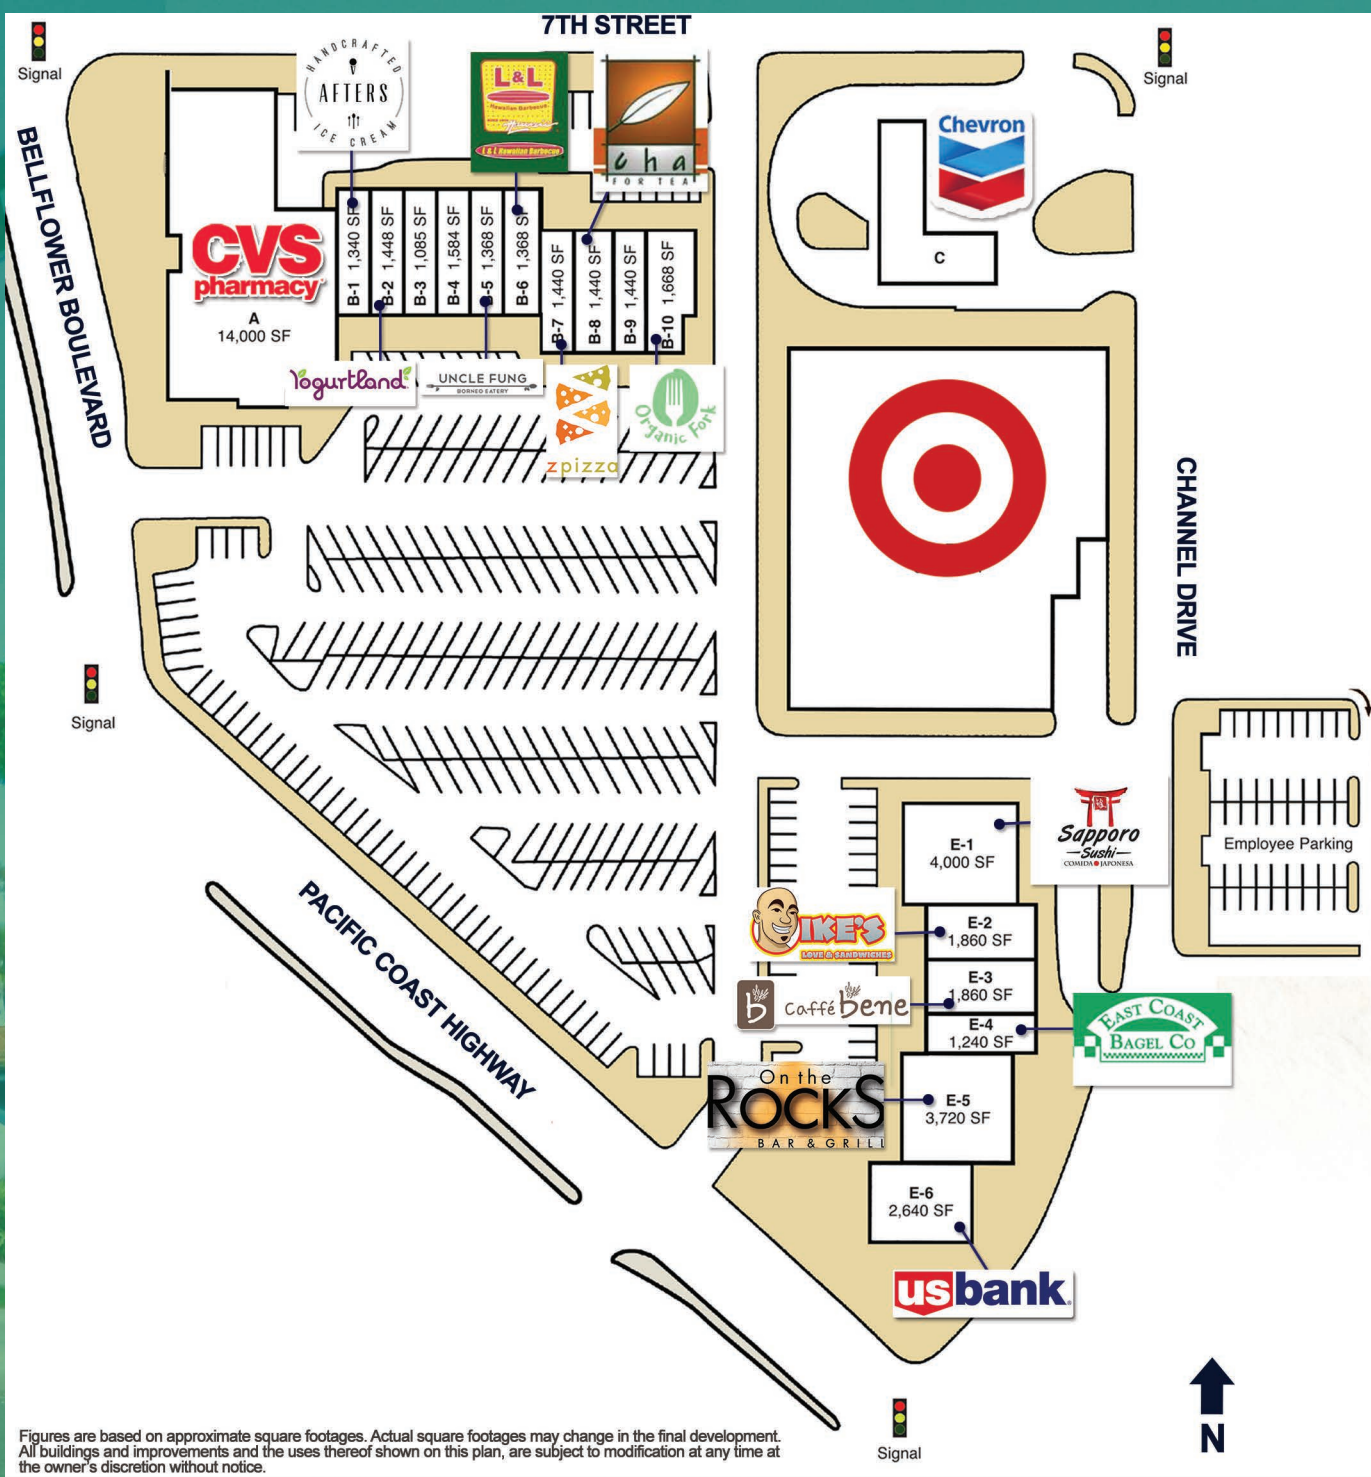 7TH STREET
Signal
Signal
HANDCRAFTED
AFTERS
ICE CREAM
L&L
Hawaiian Barbecue
L & L Hawaiian Barbecue
cha
FOR TEA
Chevron
C
BELLFLOWER BOULEVARD
CVS
pharmacy
A
14,000 SF
B-1 1,340 SF
B-2 1,448 SF
B-3 1,085 SF
B-4 1,584 SF
B-5 1,368 SF
B-6 1,368 SF
B-7 1,440 SF
B-8 1,440 SF
B-9 1,440 SF
B-10 1,668 SF
Yogurtland
UNCLE FUNG
BORNEO EATERY
zpizza
Organic Fork
CHANNEL DRIVE
Signal
Employee Parking
E-1
4,000 SF
Sapporo
Sushi
COMIDA JAPONESA
IKE'S
LOVE & SANDWICHES
E-2
1,860 SF
b Caffé bene
E-3
1,860 SF
E-4
1,240 SF
EAST COAST
BAGEL CO
PACIFIC COAST HIGHWAY
On the
ROCKS
BAR & GRILL
E-5
3,720 SF
E-6
2,640 SF
usbank
Signal
N
Figures are based on approximate square footages. Actual square footages may change in the final development.
All buildings and improvements and the uses thereof shown on this plan, are subject to modification at any time at
the owner's discretion without notice.